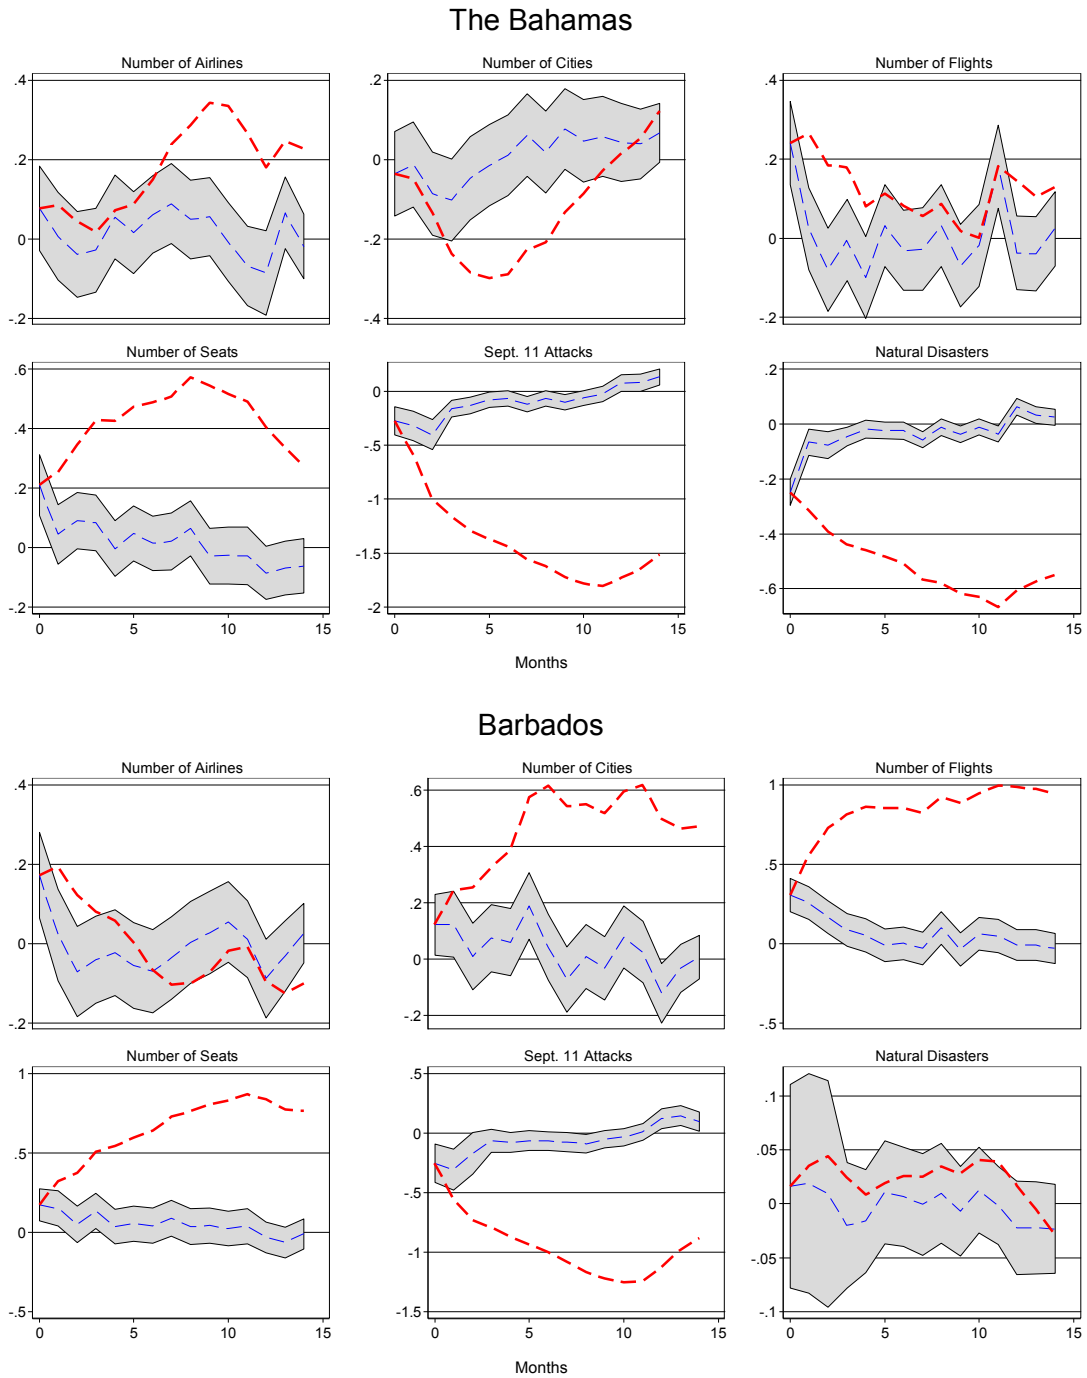 The Bahamas
Number of Airlines
.4
.2
0
-.2
Number of Cities
.2
0
-.2
-.4
Number of Flights
.4
.2
0
-.2
Number of Seats
.6
.4
.2
0
-.2
0 5 10 15
Sept. 11 Attacks
0
-.5
-1
-1.5
-2
0 5 10 15
Natural Disasters
.2
0
-.2
-.4
-.6
0 5 10 15
Months
Barbados
Number of Airlines
.4
.2
0
-.2
Number of Cities
.6
.4
.2
0
-.2
Number of Flights
1
.5
0
-.5
Number of Seats
1
.5
0
-.5
0 5 10 15
Sept. 11 Attacks
.5
0
-.5
-1
-1.5
0 5 10 15
Natural Disasters
.1
.05
0
-.05
-.1
0 5 10 15
Months